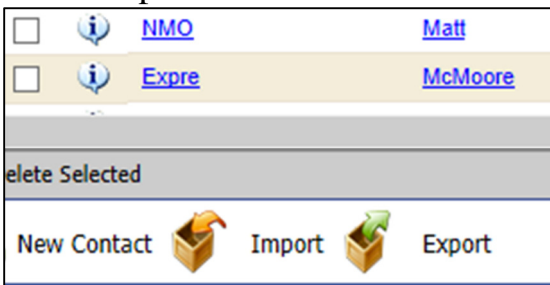 NMO Matt
Expre McMoore
elete Selected
New Contact Import Export